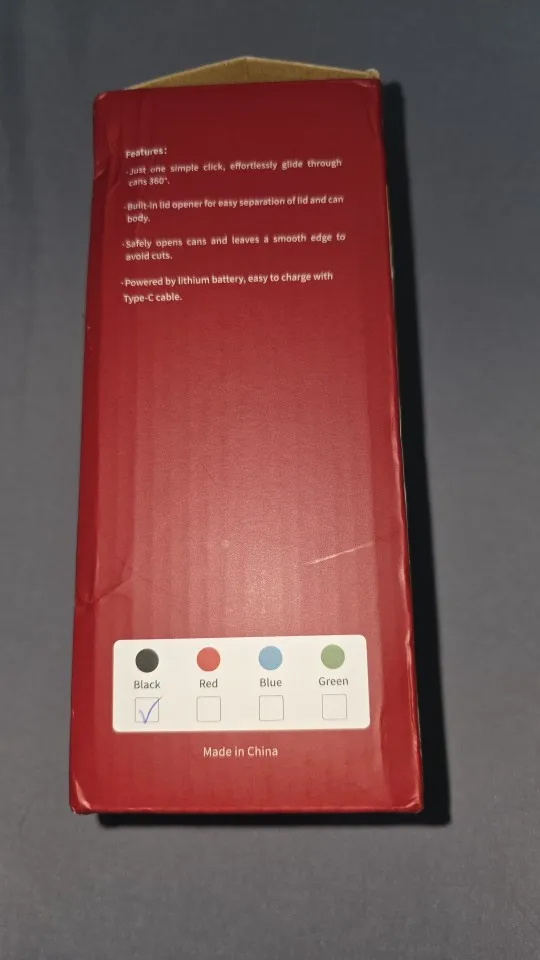 Features:
·Just one simple click, effortlessly glide through
cans 360°.
·Built-in lid opener for easy separation of lid and can
body.
·Safely opens cans and leaves a smooth edge to
avoid cuts.
·Powered by lithium battery, easy to charge with
Type-C cable.
Black Red Blue Green
Made in China